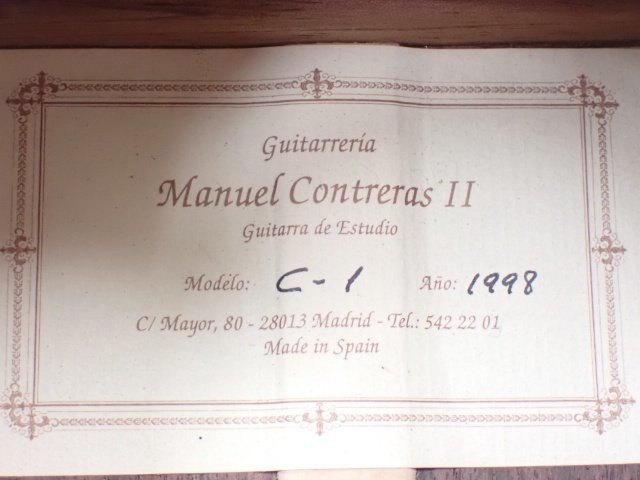 Guitarrería
Manuel Contreras II
Guitarra de Estudio
Modélo: C-1 Año: 1998
C/ Mayor, 80 - 28013 Madrid - Tel.: 542 22 01
Made in Spain